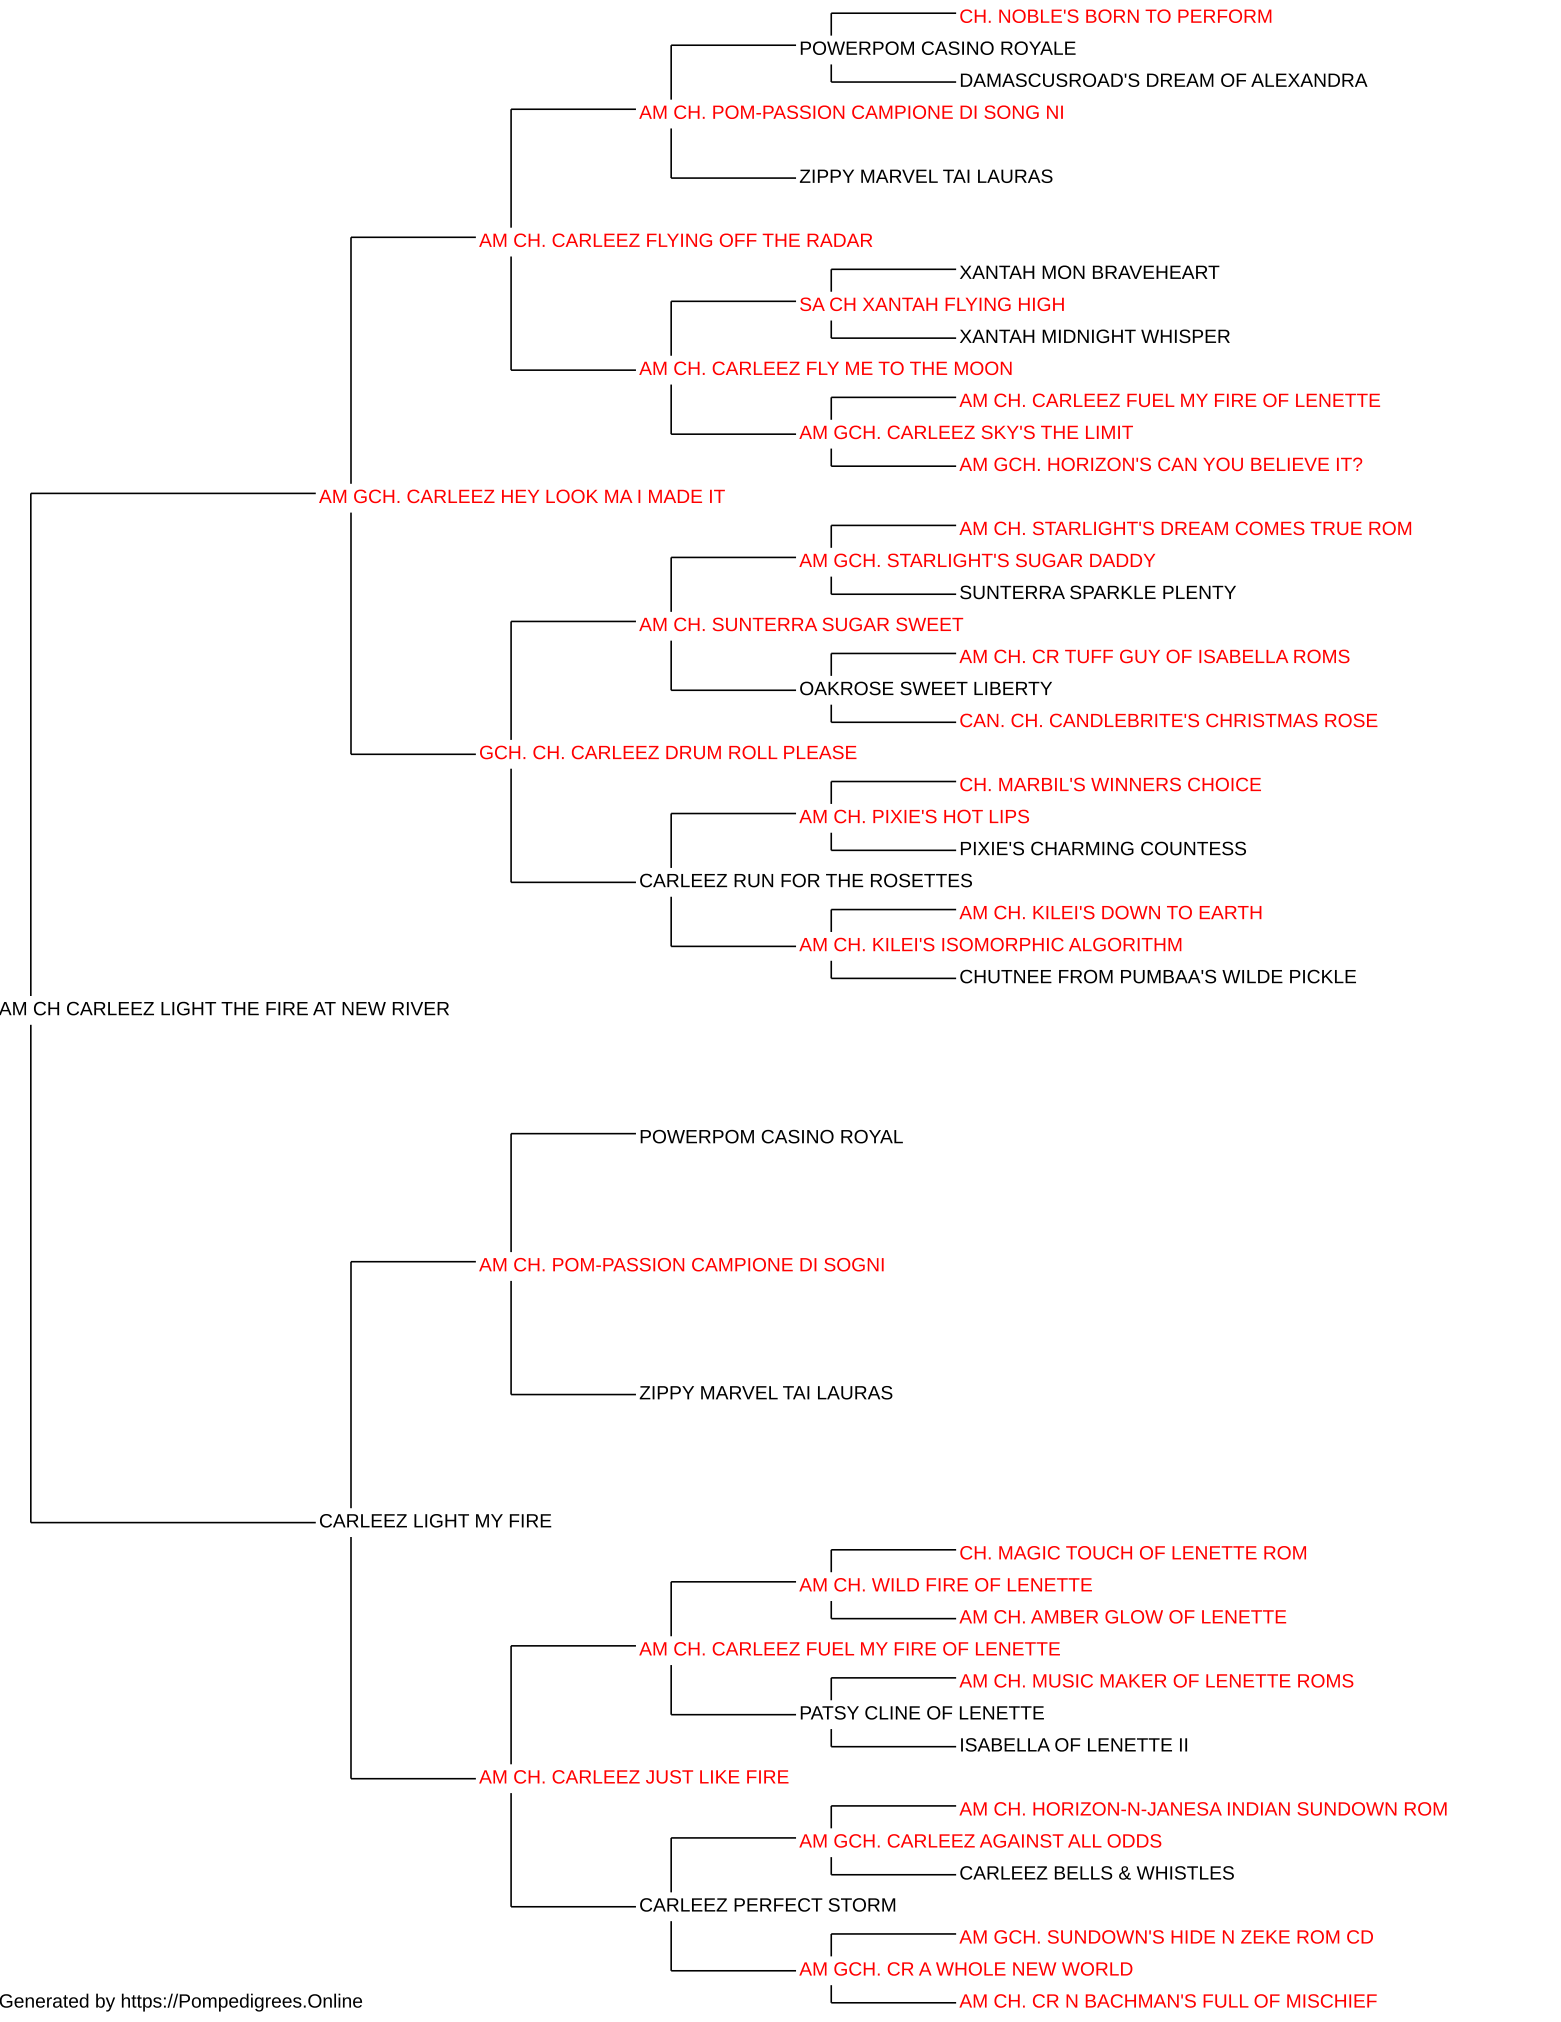 CH. NOBLE'S BORN TO PERFORM
POWERPOM CASINO ROYALE
DAMASCUSROAD'S DREAM OF ALEXANDRA
AM CH. POM-PASSION CAMPIONE DI SONG NI
ZIPPY MARVEL TAI LAURAS
AM CH. CARLEEZ FLYING OFF THE RADAR
XANTAH MON BRAVEHEART
SA CH XANTAH FLYING HIGH
XANTAH MIDNIGHT WHISPER
AM CH. CARLEEZ FLY ME TO THE MOON
AM CH. CARLEEZ FUEL MY FIRE OF LENETTE
AM GCH. CARLEEZ SKY'S THE LIMIT
AM GCH. HORIZON'S CAN YOU BELIEVE IT?
AM GCH. CARLEEZ HEY LOOK MA I MADE IT
AM CH. STARLIGHT'S DREAM COMES TRUE ROM
AM GCH. STARLIGHT'S SUGAR DADDY
SUNTERRA SPARKLE PLENTY
AM CH. SUNTERRA SUGAR SWEET
AM CH. CR TUFF GUY OF ISABELLA ROMS
OAKROSE SWEET LIBERTY
CAN. CH. CANDLEBRITE'S CHRISTMAS ROSE
GCH. CH. CARLEEZ DRUM ROLL PLEASE
CH. MARBIL'S WINNERS CHOICE
AM CH. PIXIE'S HOT LIPS
PIXIE'S CHARMING COUNTESS
CARLEEZ RUN FOR THE ROSETTES
AM CH. KILEI'S DOWN TO EARTH
AM CH. KILEI'S ISOMORPHIC ALGORITHM
CHUTNEE FROM PUMBAA'S WILDE PICKLE
AM CH CARLEEZ LIGHT THE FIRE AT NEW RIVER
POWERPOM CASINO ROYAL
AM CH. POM-PASSION CAMPIONE DI SOGNI
ZIPPY MARVEL TAI LAURAS
CARLEEZ LIGHT MY FIRE
CH. MAGIC TOUCH OF LENETTE ROM
AM CH. WILD FIRE OF LENETTE
AM CH. AMBER GLOW OF LENETTE
AM CH. CARLEEZ FUEL MY FIRE OF LENETTE
AM CH. MUSIC MAKER OF LENETTE ROMS
PATSY CLINE OF LENETTE
ISABELLA OF LENETTE II
AM CH. CARLEEZ JUST LIKE FIRE
AM CH. HORIZON-N-JANESA INDIAN SUNDOWN ROM
AM GCH. CARLEEZ AGAINST ALL ODDS
CARLEEZ BELLS & WHISTLES
CARLEEZ PERFECT STORM
AM GCH. SUNDOWN'S HIDE N ZEKE ROM CD
AM GCH. CR A WHOLE NEW WORLD
AM CH. CR N BACHMAN'S FULL OF MISCHIEF
Generated by https://Pompedigrees.Online